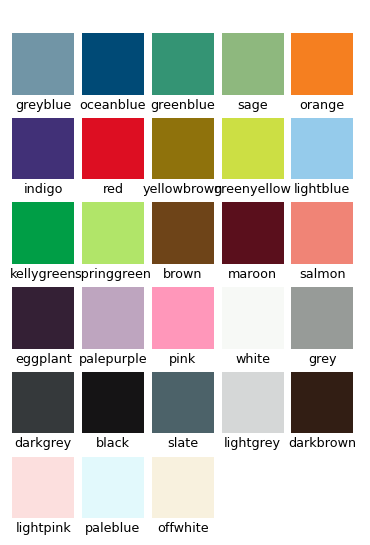 greyblue oceanblue greenblue sage orange
indigo red yellowbrown greenyellow lightblue
kellygreen springgreen brown maroon salmon
eggplant palepurple pink white grey
darkgrey black slate lightgrey darkbrown
lightpink paleblue offwhite